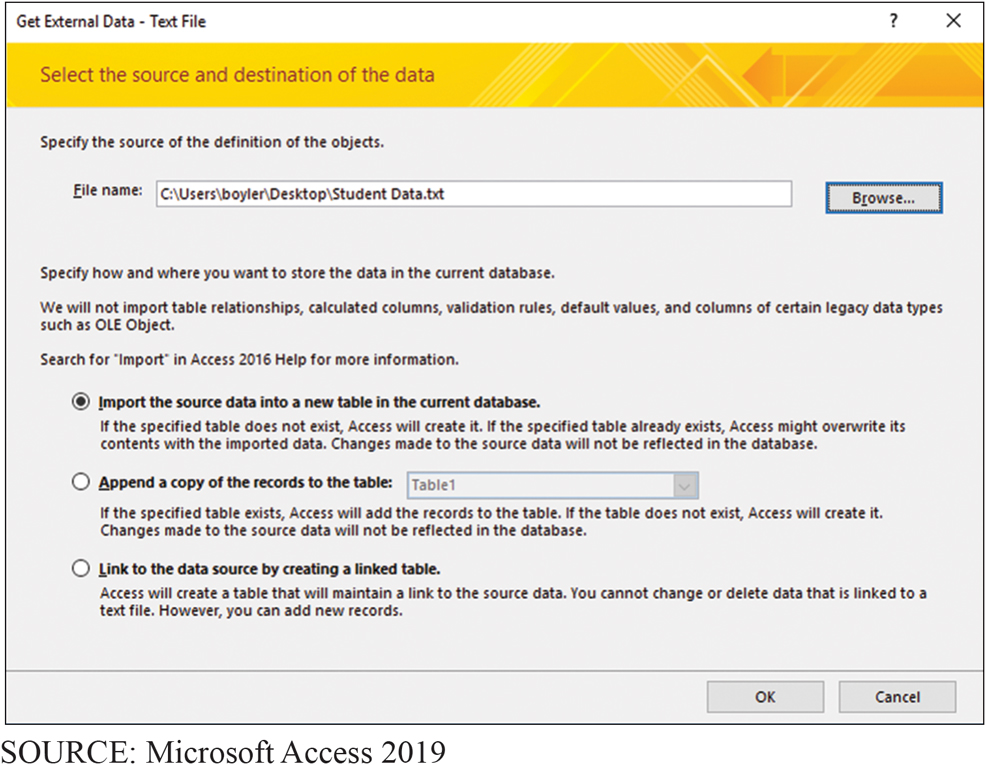 Get External Data - Text File
? ×
Select the source and destination of the data
Specify the source of the definition of the objects.
File name: C:\Users\boyler\Desktop\Student Data.txt Browse...
Specify how and where you want to store the data in the current database.
We will not import table relationships, calculated columns, validation rules, default values, and columns of certain legacy data types
such as OLE Object.
Search for "Import" in Access 2016 Help for more information.
Import the source data into a new table in the current database.
If the specified table does not exist, Access will create it. If the specified table already exists, Access might overwrite its
contents with the imported data. Changes made to the source data will not be reflected in the database.
Append a copy of the records to the table: Table1
If the specified table exists, Access will add the records to the table. If the table does not exist, Access will create it.
Changes made to the source data will not be reflected in the database.
Link to the data source by creating a linked table.
Access will create a table that will maintain a link to the source data. You cannot change or delete data that is linked to a
text file. However, you can add new records.
OK Cancel
SOURCE: Microsoft Access 2019